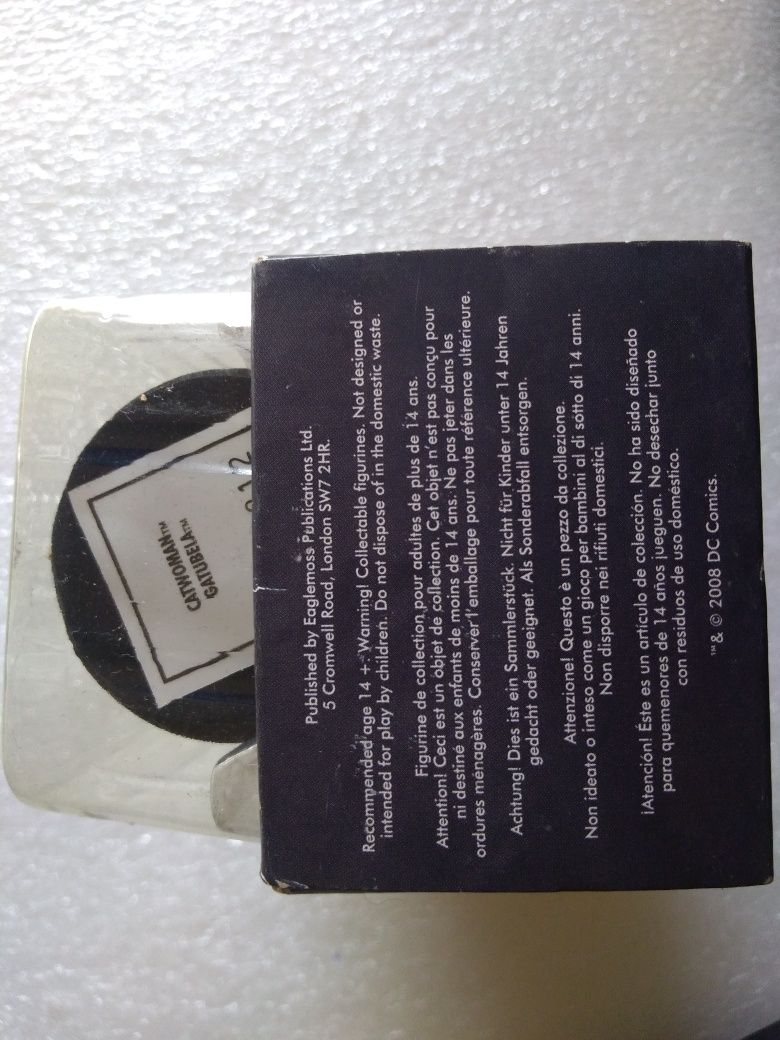 CATWOMAN™
GATUBELA™
Published by Eaglemoss Publications Ltd.
5 Cromwell Road, London SW7 2HR.
Recommended age 14 +. Warning! Collectable figurines. Not designed or
intended for play by children. Do not dispose of in the domestic waste.
Figurine de collection pour adultes de plus de 14 ans.
Attention! Ceci est un objet de collection. Cet objet n'est pas conçu pour
ni destiné aux enfants de moins de 14 ans. Ne pas jeter dans les
ordures ménagères. Conserver l'emballage pour toute référence ultérieure.
Achtung! Dies ist ein Sammlerstück. Nicht für Kinder unter 14 Jahren
gedacht oder geeignet. Als Sonderabfall entsorgen.
Attenzione! Questo è un pezzo da collezione.
Non ideato o inteso come un gioco per bambini al di sotto di 14 anni.
Non disporre nei rifiuti domestici.
¡Atención! Éste es un artículo de colección. No ha sido diseñado
para quemenores de 14 años jueguen. No desechar junto
con residuos de uso doméstico.
™& © 2008 DC Comics.